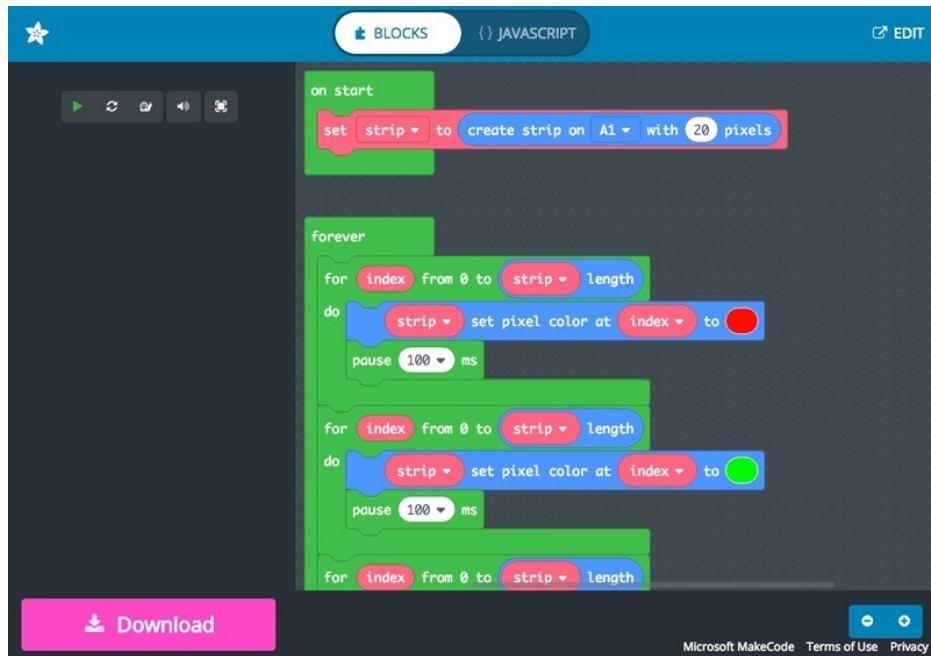 BLOCKS
{} JAVASCRIPT
EDIT
on start
set strip to create strip on A1 with 20 pixels
forever
for index from 0 to strip length
do
strip set pixel color at index to
pause 100 ms
for index from 0 to strip length
do
strip set pixel color at index to
pause 100 ms
for index from 0 to strip length
Download
Microsoft MakeCode Terms of Use Privacy